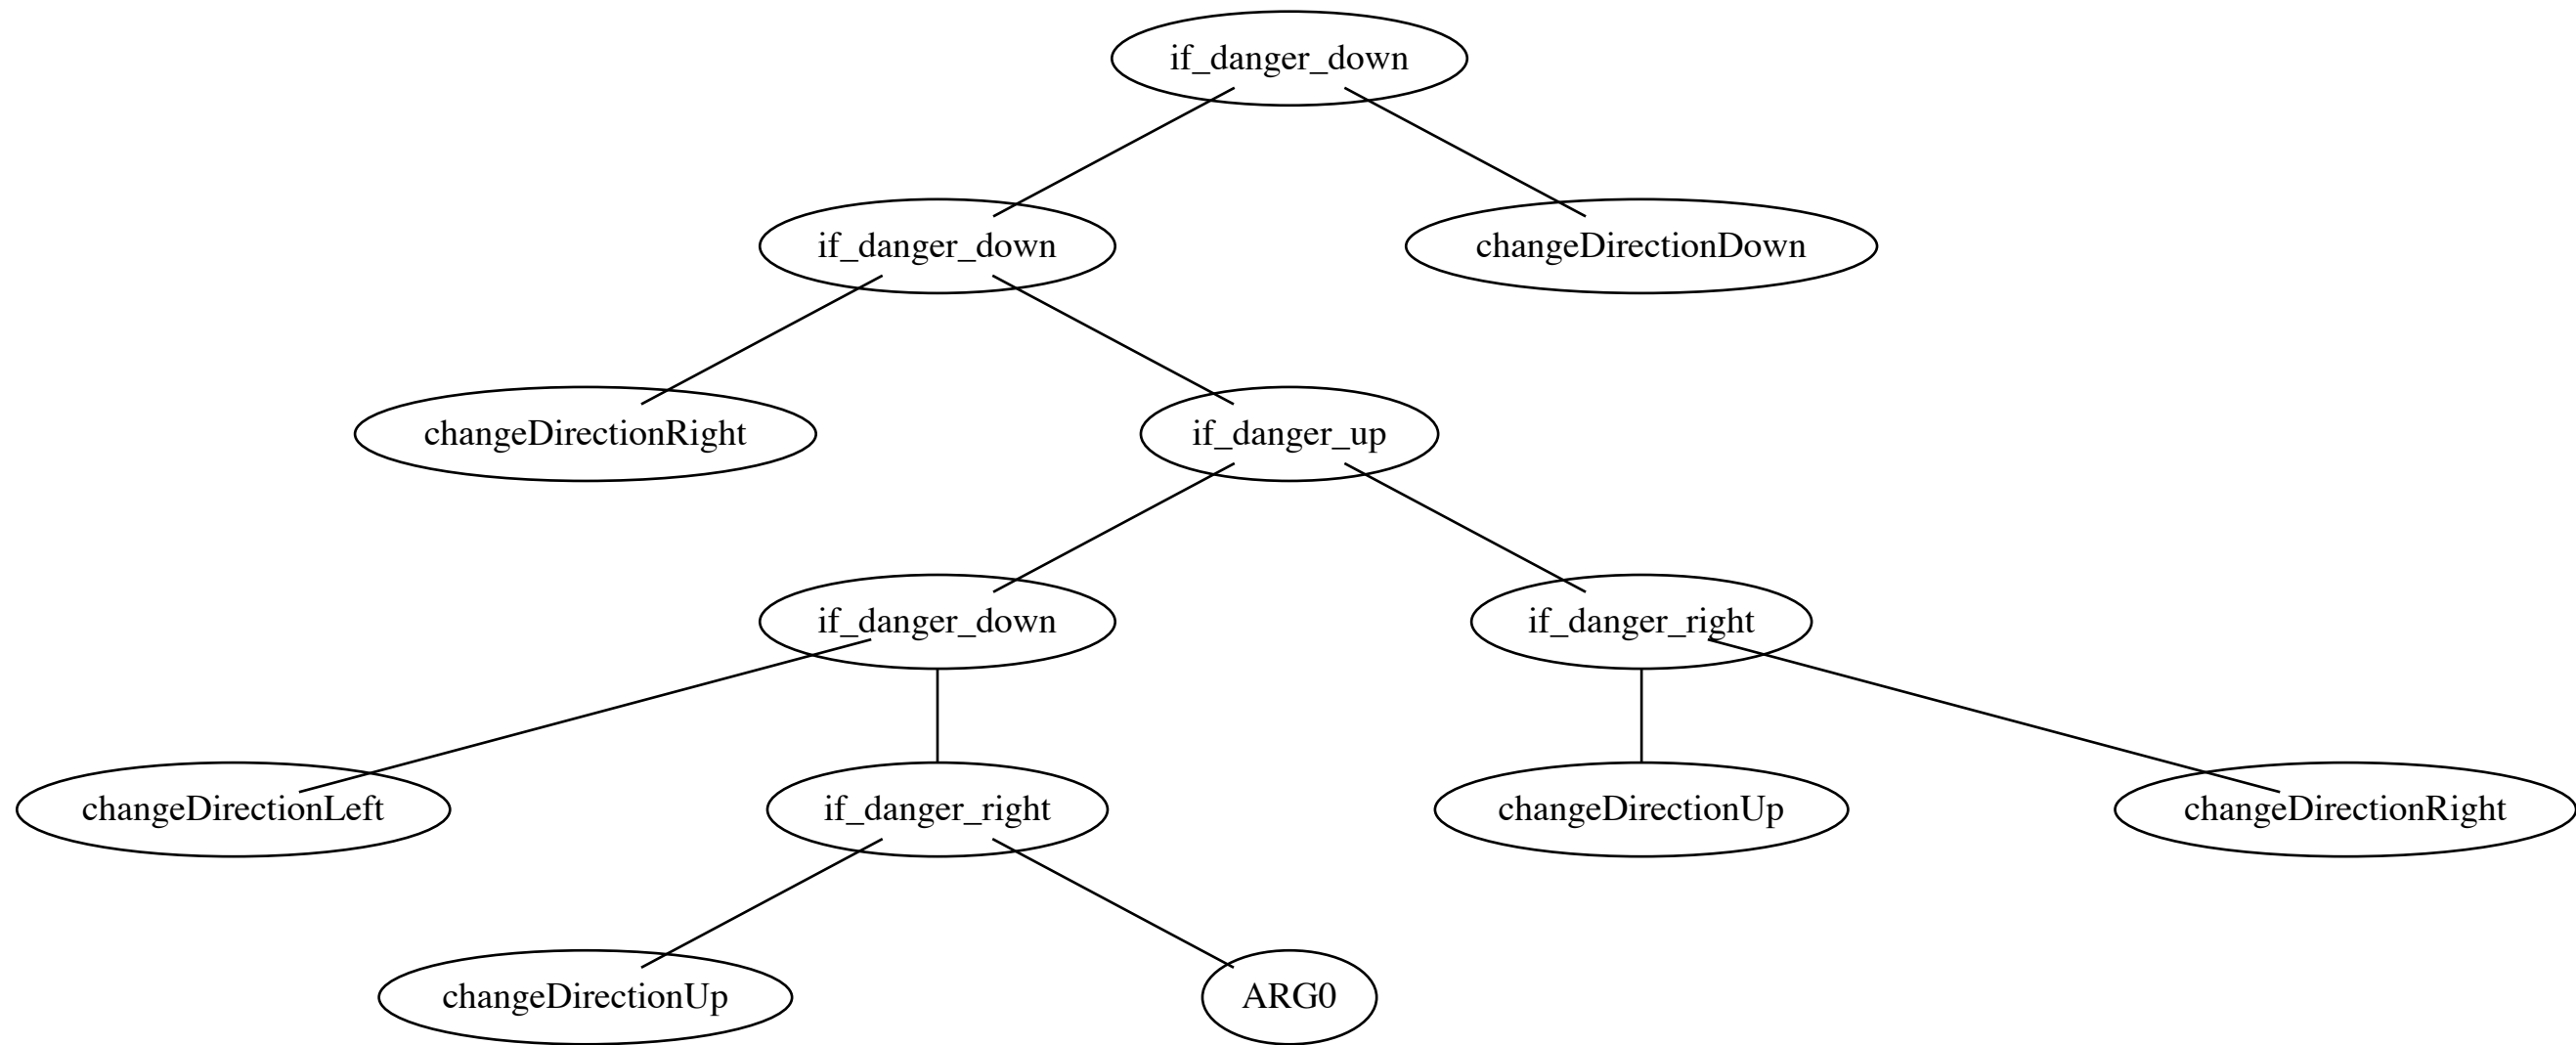 if_danger_down
if_danger_down
changeDirectionDown
changeDirectionRight
if_danger_up
if_danger_down
if_danger_right
changeDirectionLeft
if_danger_right
changeDirectionUp
changeDirectionRight
changeDirectionUp
ARG0